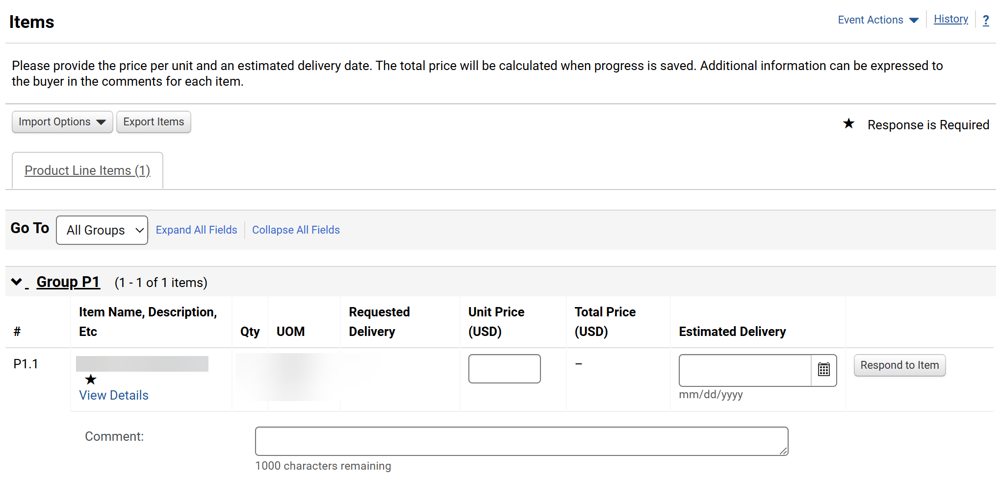 Items
Event Actions History ?
Please provide the price per unit and an estimated delivery date. The total price will be calculated when progress is saved. Additional information can be expressed to
the buyer in the comments for each item.
Import Options Export Items
★ Response is Required
Product Line Items (1)
Go To All Groups Expand All Fields Collapse All Fields
Group P1 (1 - 1 of 1 items)
# Item Name, Description, Etc Qty UOM Requested Delivery Unit Price (USD) Total Price (USD) Estimated Delivery
P1.1 – Respond to Item
★
View Details mm/dd/yyyy
Comment:
1000 characters remaining